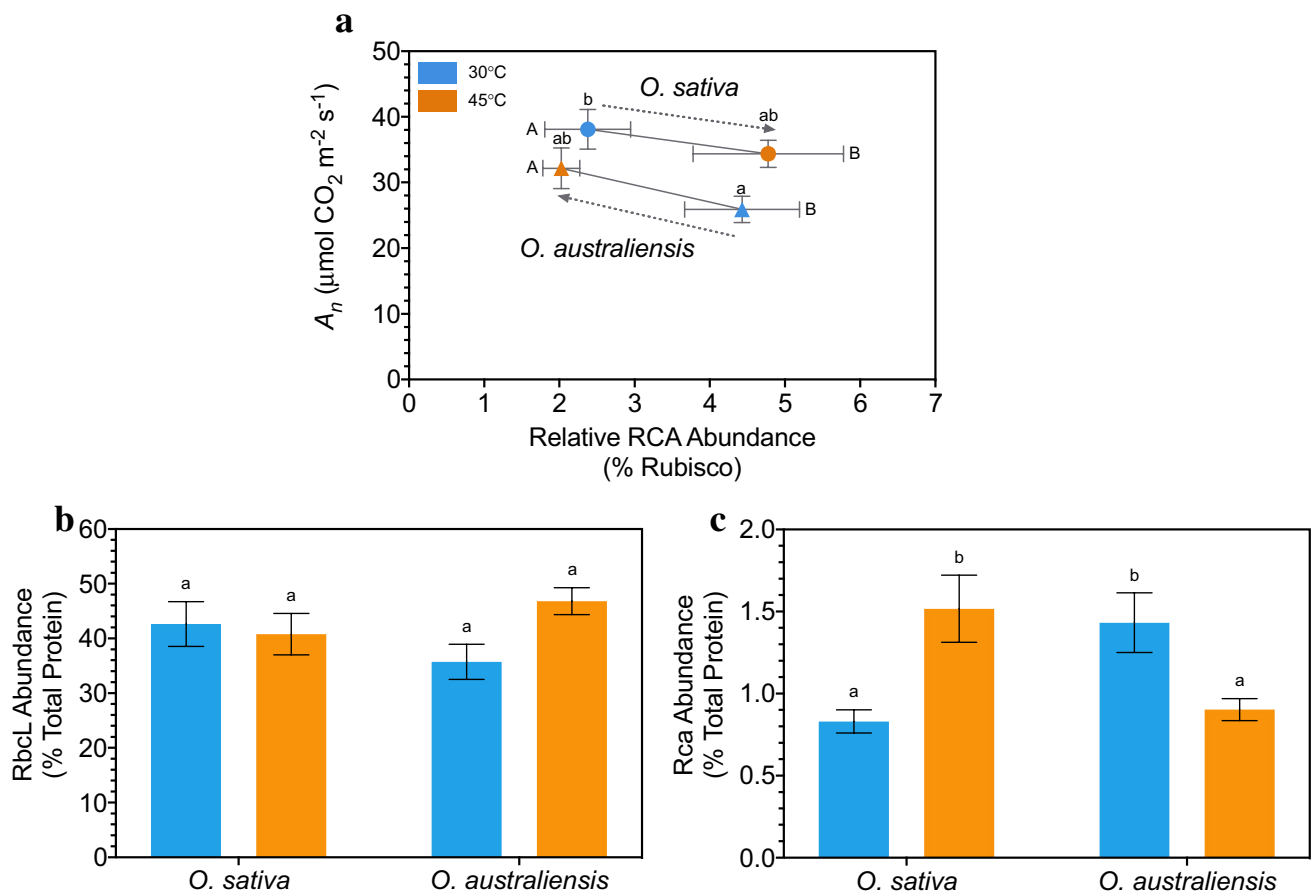 a
50
40
30
20
10
0
A_n (μmol CO₂ m⁻² s⁻¹)
30°C
45°C
O. sativa
b
ab
A
B
ab
A
a
B
O. australiensis
0 1 2 3 4 5 6 7
Relative RCA Abundance
(% Rubisco)
b
60
50
40
30
20
10
0
RbcL Abundance
(% Total Protein)
a
a
a
a
O. sativa
O. australiensis
c
2.0
1.5
1.0
0.5
0.0
Rca Abundance
(% Total Protein)
a
b
b
a
O. sativa
O. australiensis